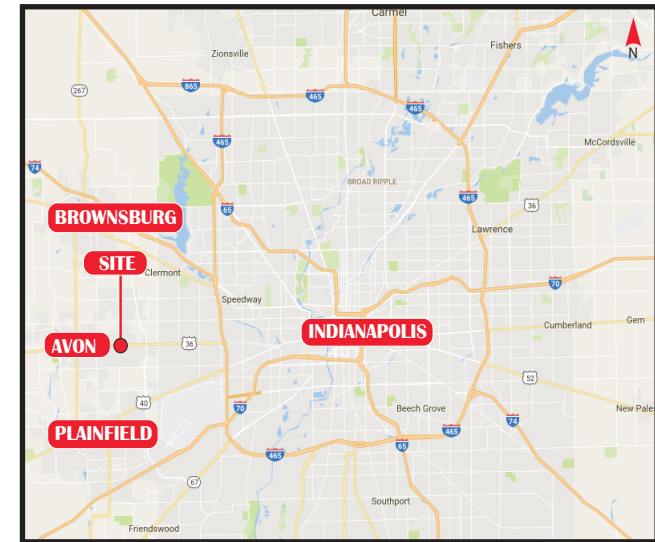 Carmel
N
Fishers
Zionsville
865
267
465
465
465
McCordsville
74
BROAD RIPPLE
465
36
65
BROWNSBURG
Lawrence
SITE
Clermont
70
Speedway
Gem
Cumberland
INDIANAPOLIS
AVON
36
52
40
70
Beech Grove
New Pale
74
PLAINFIELD
465
65
465
67
Southport
Friendswood